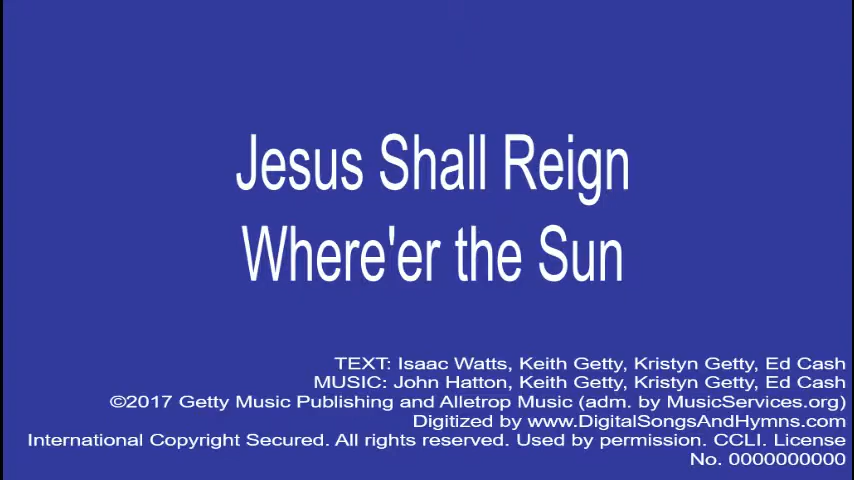 Jesus Shall Reign
Where'er the Sun
TEXT: Isaac Watts, Keith Getty, Kristyn Getty, Ed Cash
MUSIC: John Hatton, Keith Getty, Kristyn Getty, Ed Cash
©2017 Getty Music Publishing and Alletrop Music (adm. by MusicServices.org)
Digitized by www.DigitalSongsAndHymns.com
International Copyright Secured. All rights reserved. Used by permission. CCLI. License
No. 0000000000